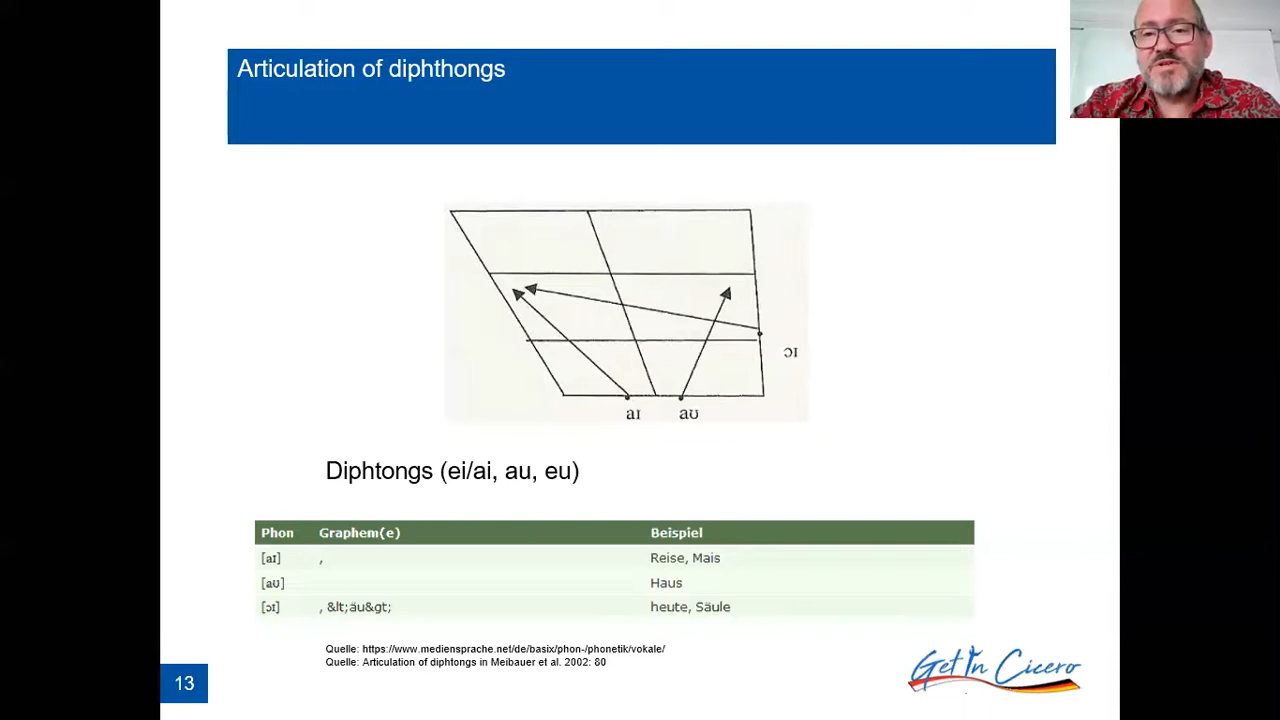 Articulation of diphthongs
ɔɪ
aɪ aʊ
Diphtongs (ei/ai, au, eu)
Phon Graphem(e) Beispiel
[aɪ] , Reise, Mais
[aʊ] Haus
[ɔɪ] , &lt;äu&gt; heute, Säule
Quelle: https://www.mediensprache.net/de/basix/phon-/phonetik/vokale/
Quelle: Articulation of diphthongs in Meibauer et al. 2002: 80
13
Get In Cicero